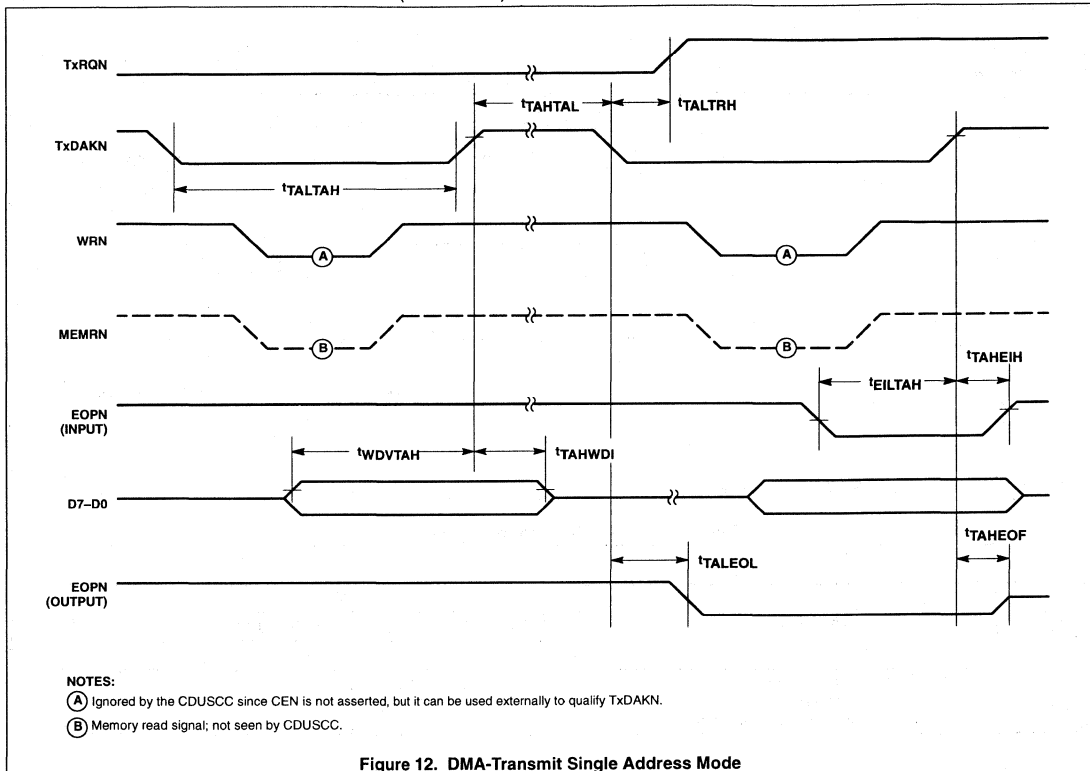 TxRQN
tTAHTAL
tTALTRH
TxDAKN
tTALTAH
WRN
A
A
MEMRN
B
B
tTAHEIH
tEILTAH
EOPN
(INPUT)
tWDVTAH
tTAHWDI
D7–D0
tTAHEOF
tTALEOL
EOPN
(OUTPUT)
NOTES:
A Ignored by the CDUSCC since CEN is not asserted, but it can be used externally to qualify TxDAKN.
B Memory read signal; not seen by CDUSCC.
Figure 12. DMA-Transmit Single Address Mode